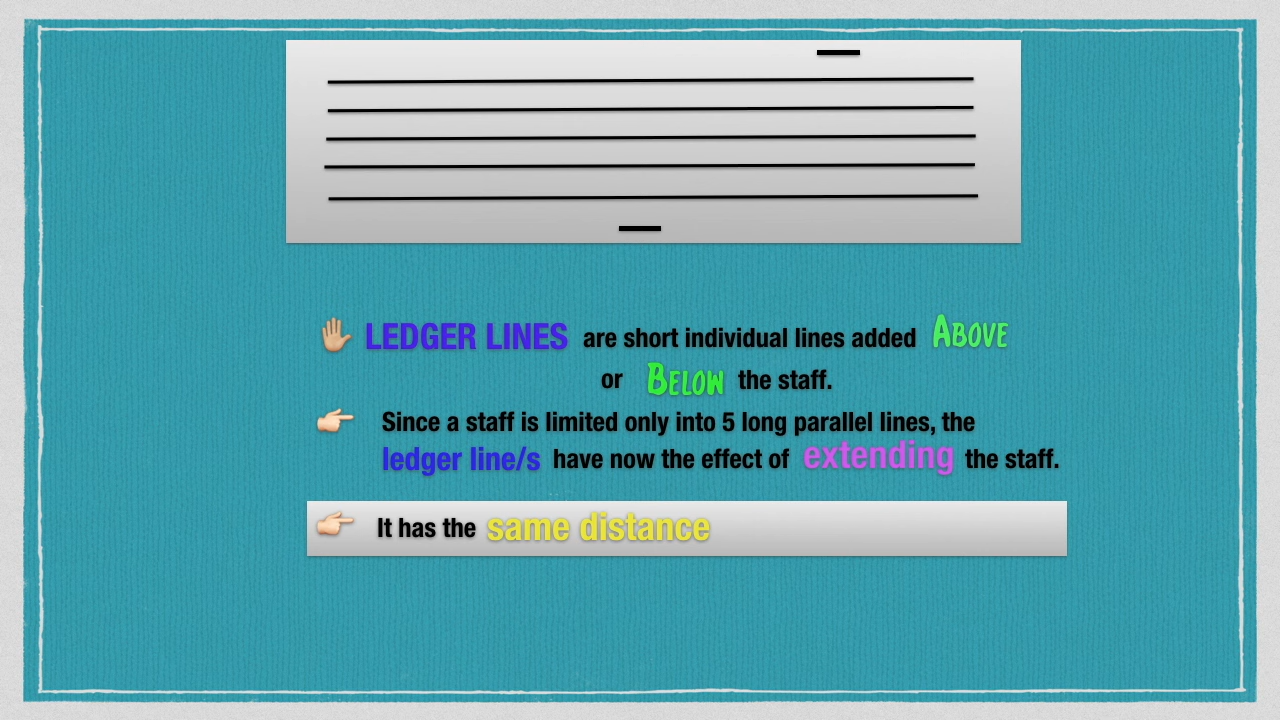 LEDGER LINES are short individual lines added Above
or Below the staff.
Since a staff is limited only into 5 long parallel lines, the
ledger line/s have now the effect of extending the staff.
It has the same distance